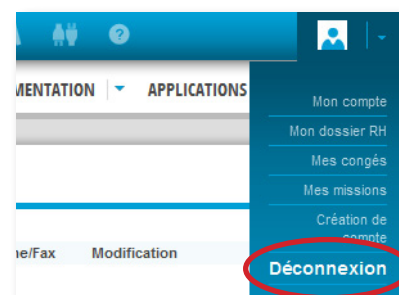 MENTATION
APPLICATIONS
Mon compte
Mon dossier RH
Mes congés
Mes missions
Création de
compte
ne/Fax Modification
Déconnexion